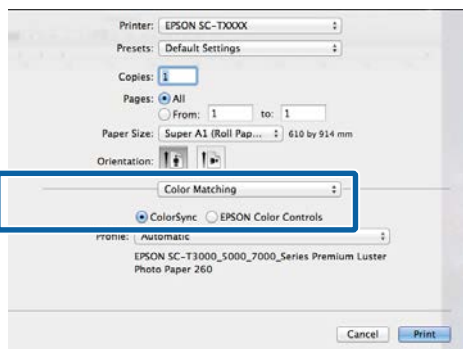 Printer: EPSON SC-TXXXX
Presets: Default Settings
Copies: 1
Pages: All
From: 1 to: 1
Paper Size: Super A1 (Roll Pap... 610 by 914 mm
Orientation:
Color Matching
ColorSync EPSON Color Controls
Profile: Automatic
EPSON SC-T3000_5000_7000_Series Premium Luster
Photo Paper 260
Cancel Print